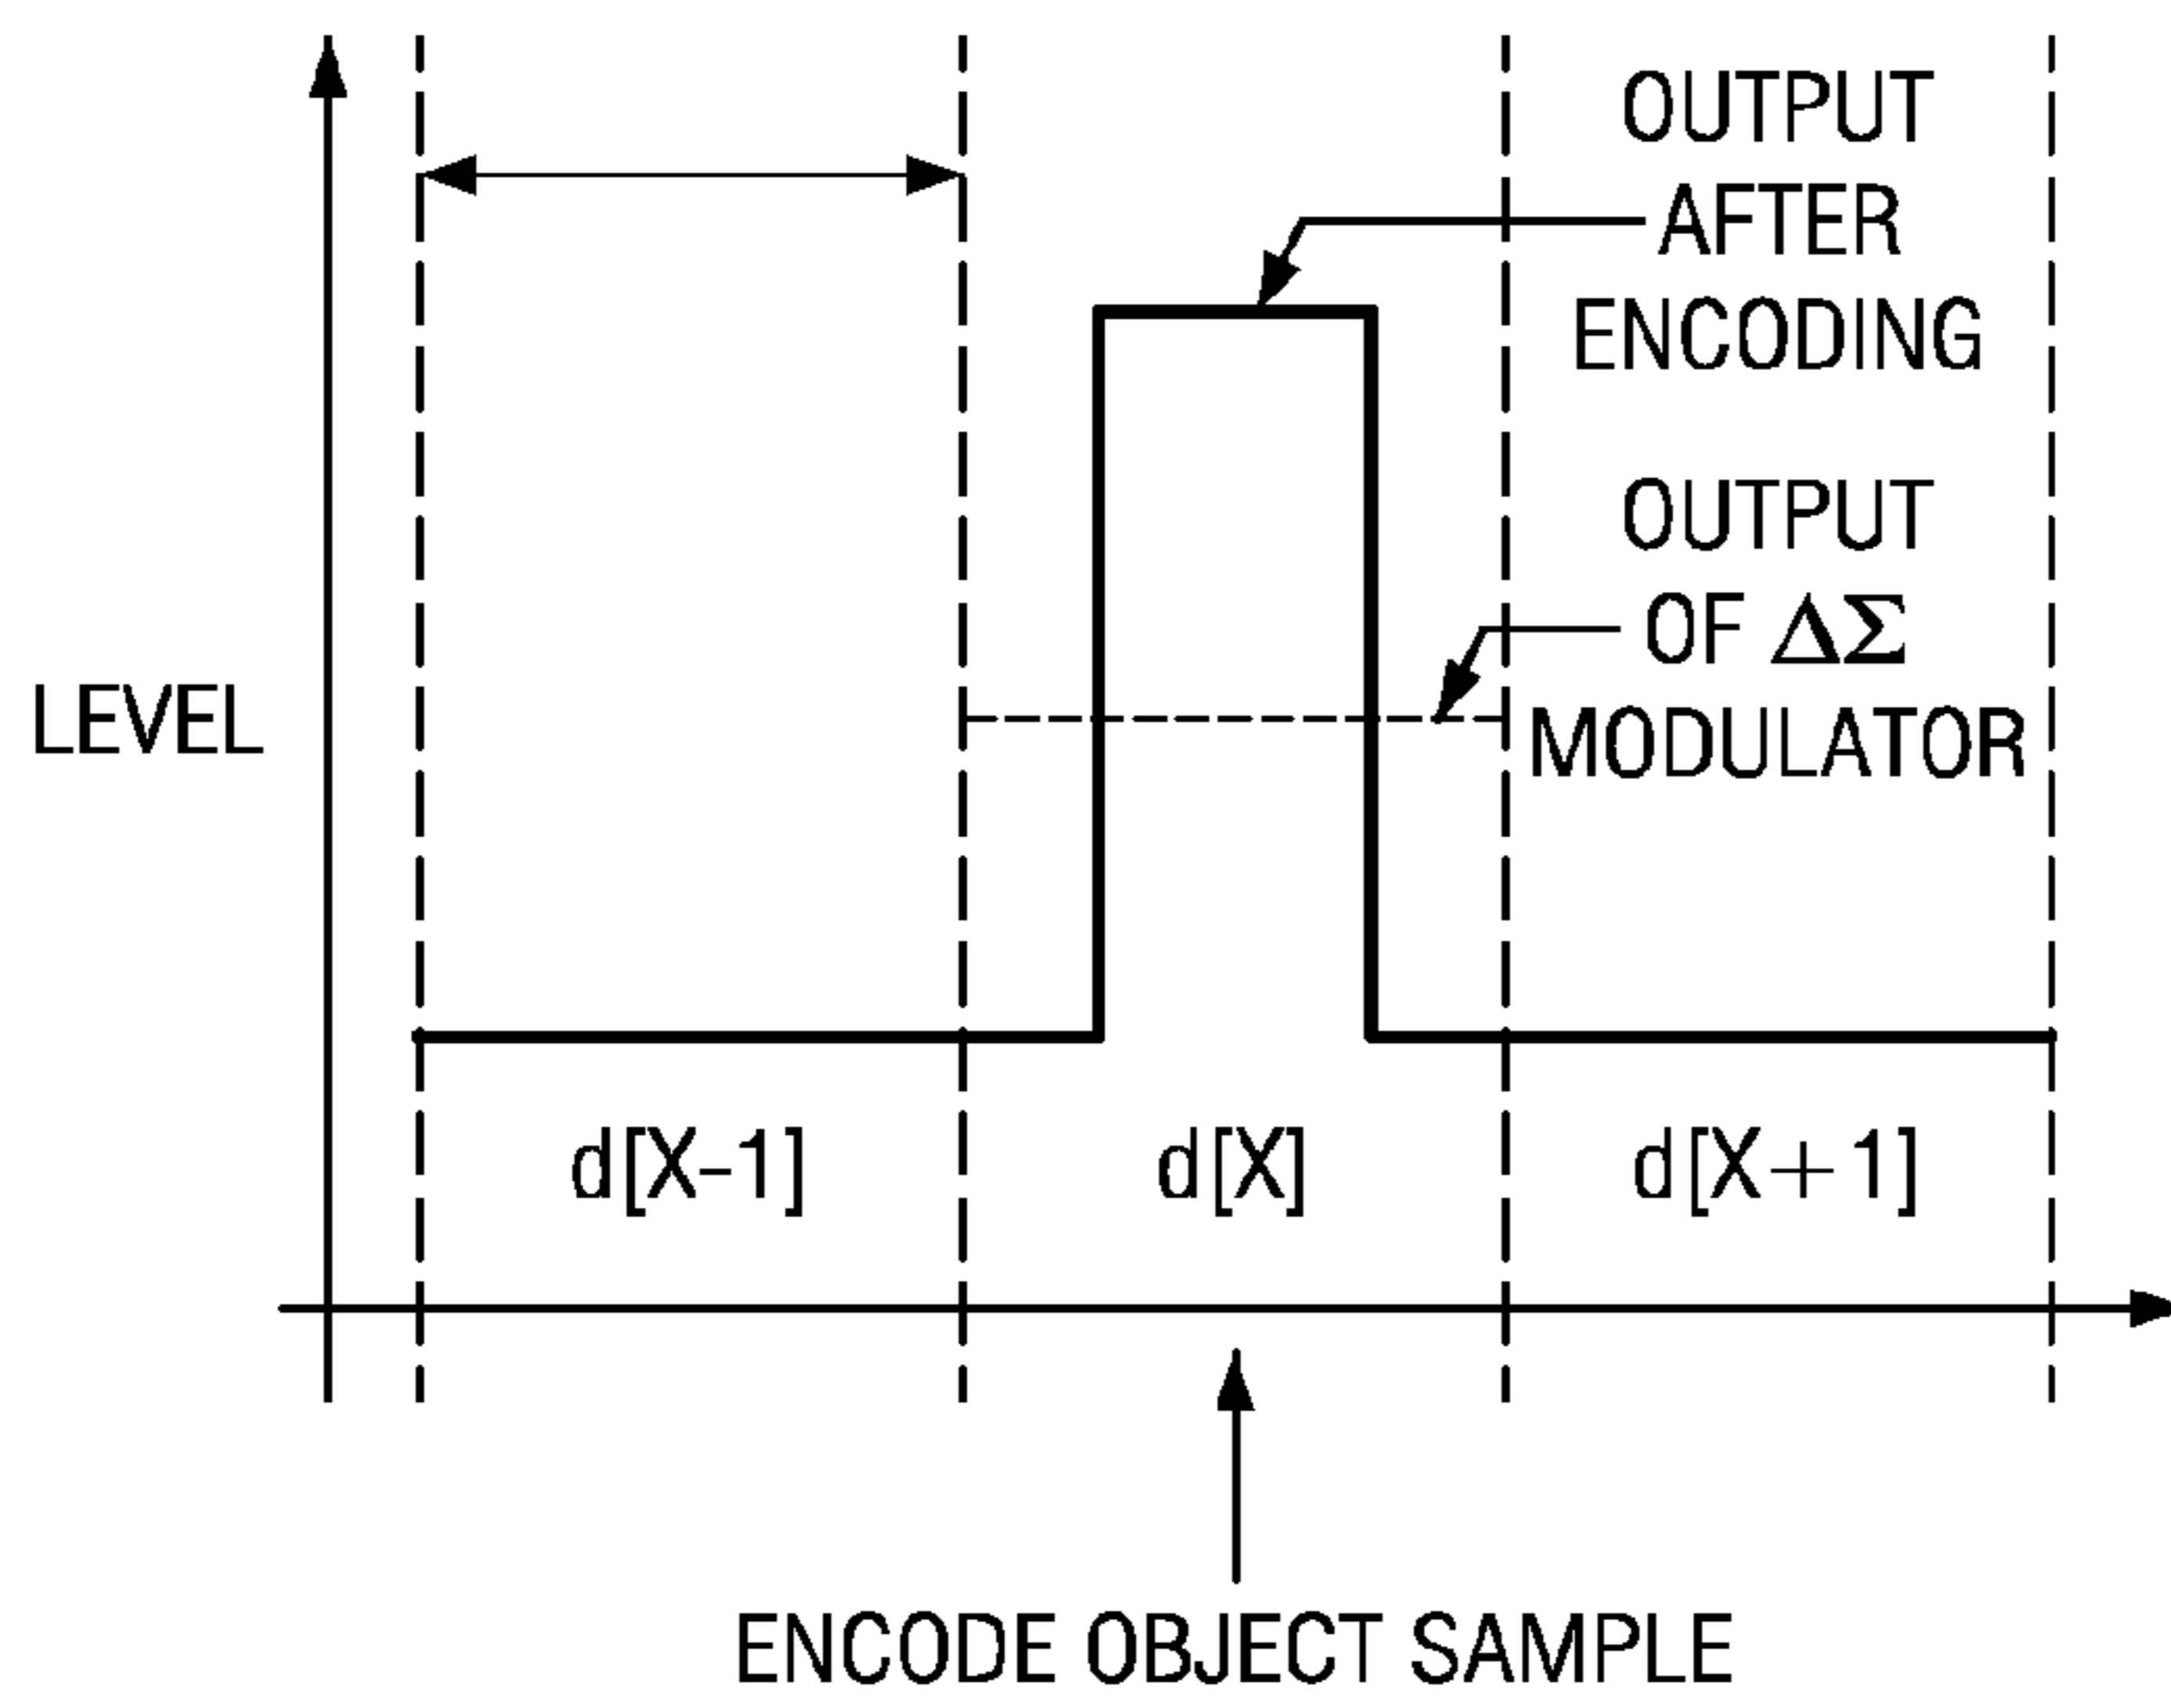 OUTPUT
AFTER
ENCODING
OUTPUT
OF ΔΣ
MODULATOR
LEVEL
d[X-1]
d[X]
d[X+1]
ENCODE OBJECT SAMPLE